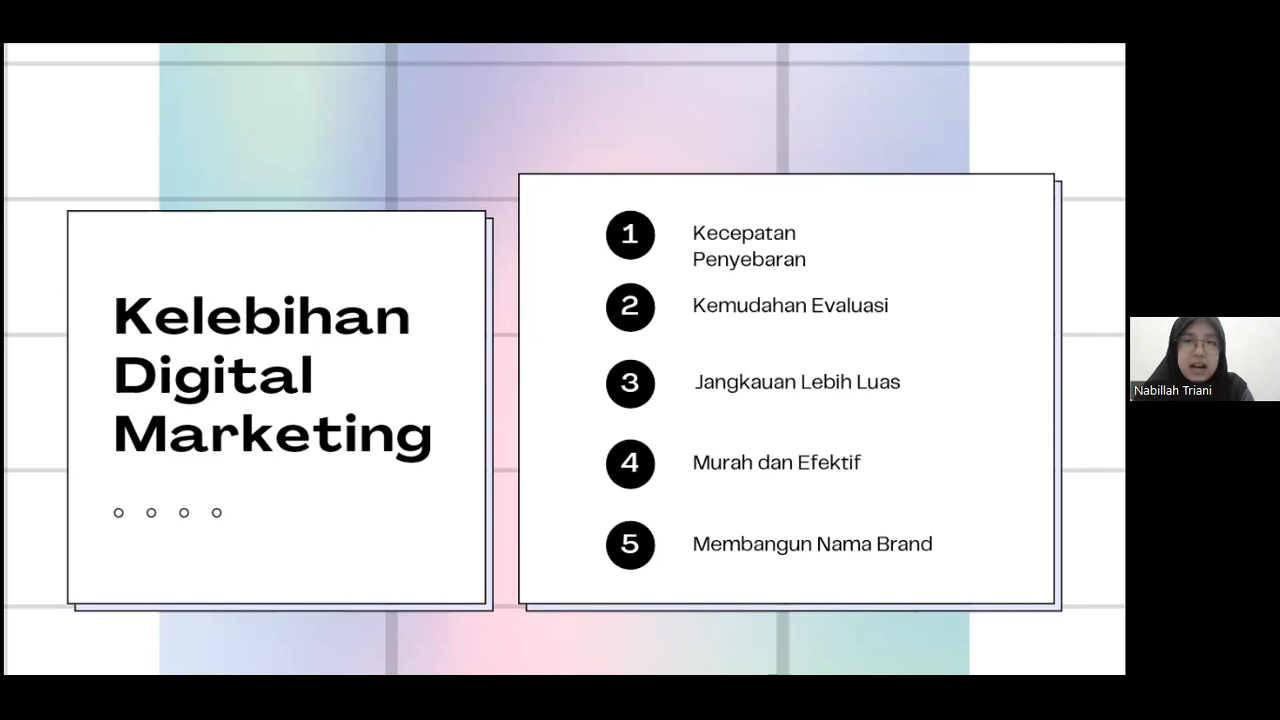 Kelebihan
Digital
Marketing
1 Kecepatan
Penyebaran
2 Kemudahan Evaluasi
3 Jangkauan Lebih Luas
4 Murah dan Efektif
5 Membangun Nama Brand
Nabillah Triani